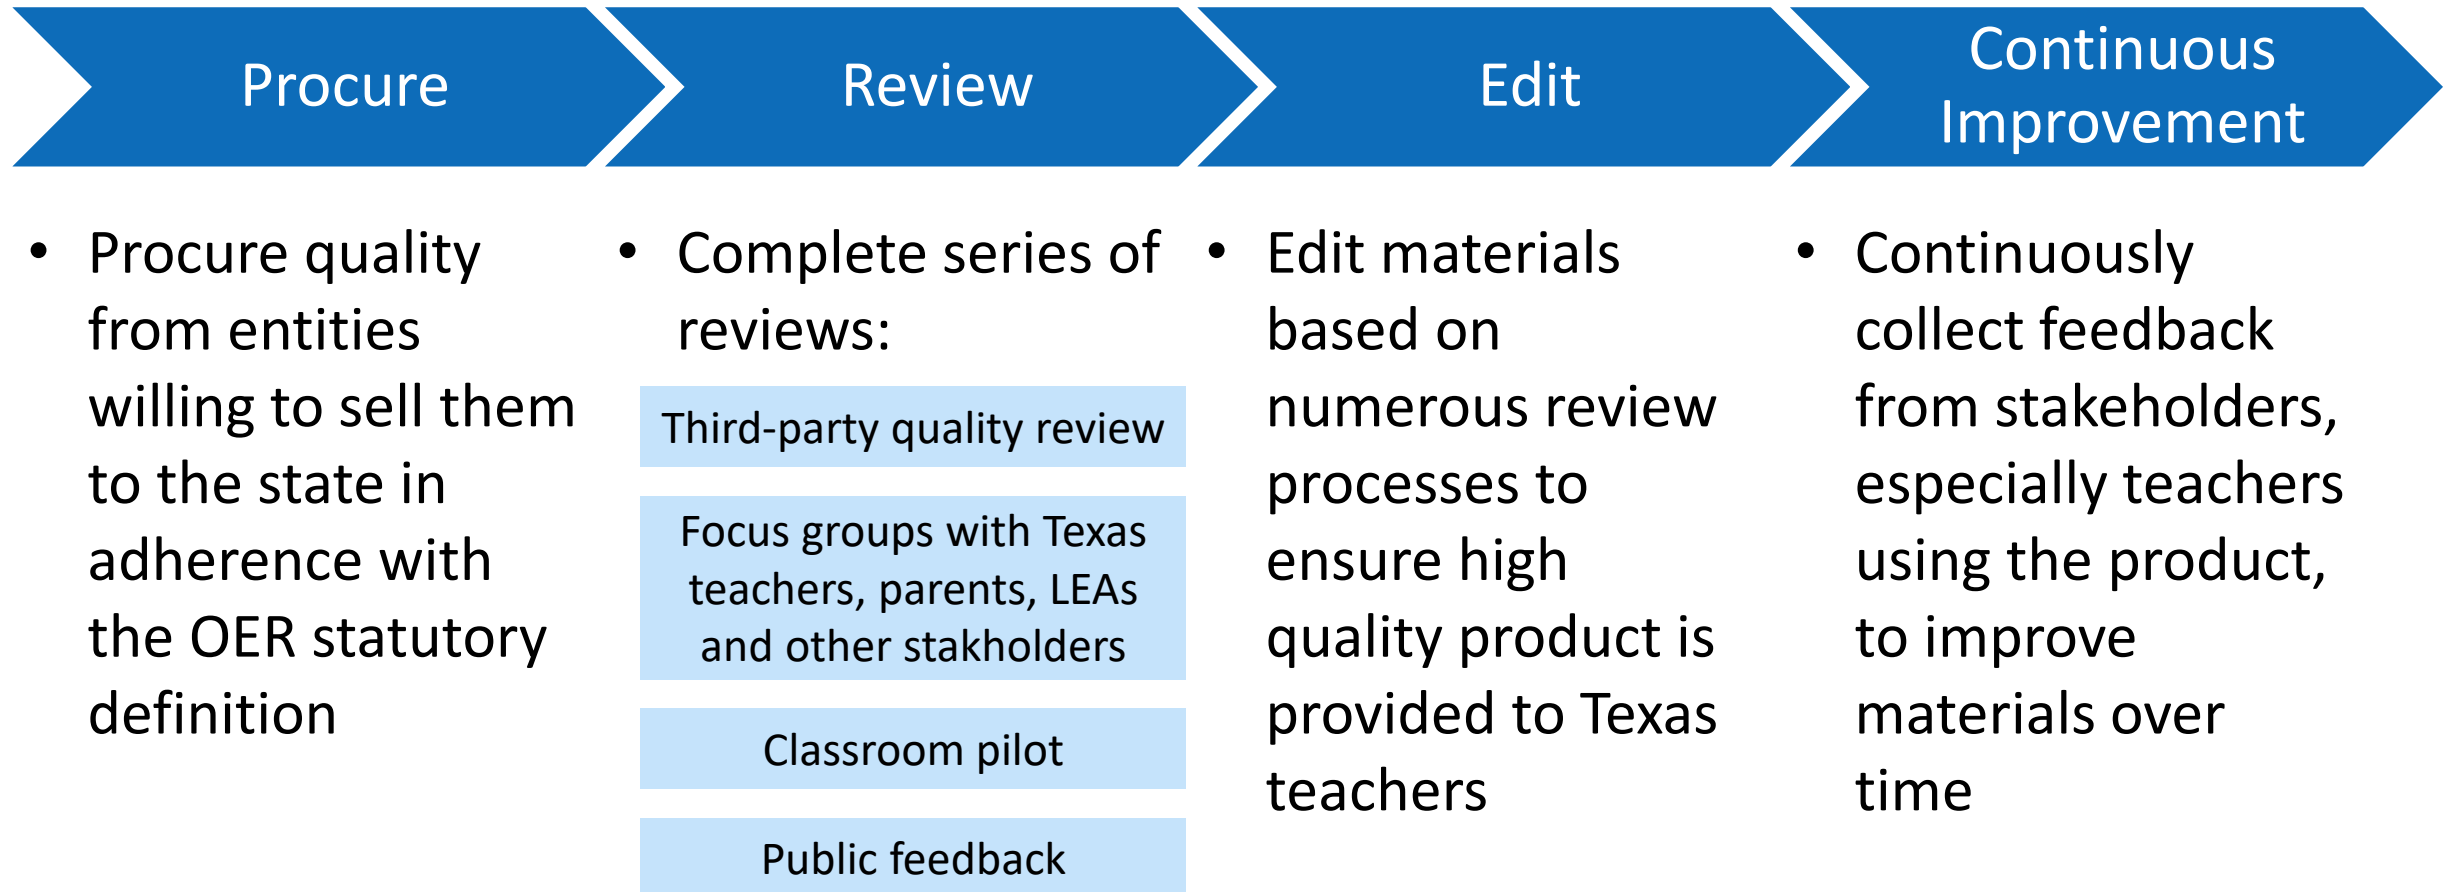 Procure
Review
Edit
Continuous
Improvement
• Procure quality
from entities
willing to sell them
to the state in
adherence with
the OER statutory
definition
• Complete series of
reviews:
Third-party quality review
Focus groups with Texas
teachers, parents, LEAs
and other stakholders
Classroom pilot
Public feedback
• Edit materials
based on
numerous review
processes to
ensure high
quality product is
provided to Texas
teachers
• Continuously
collect feedback
from stakeholders,
especially teachers
using the product,
to improve
materials over
time